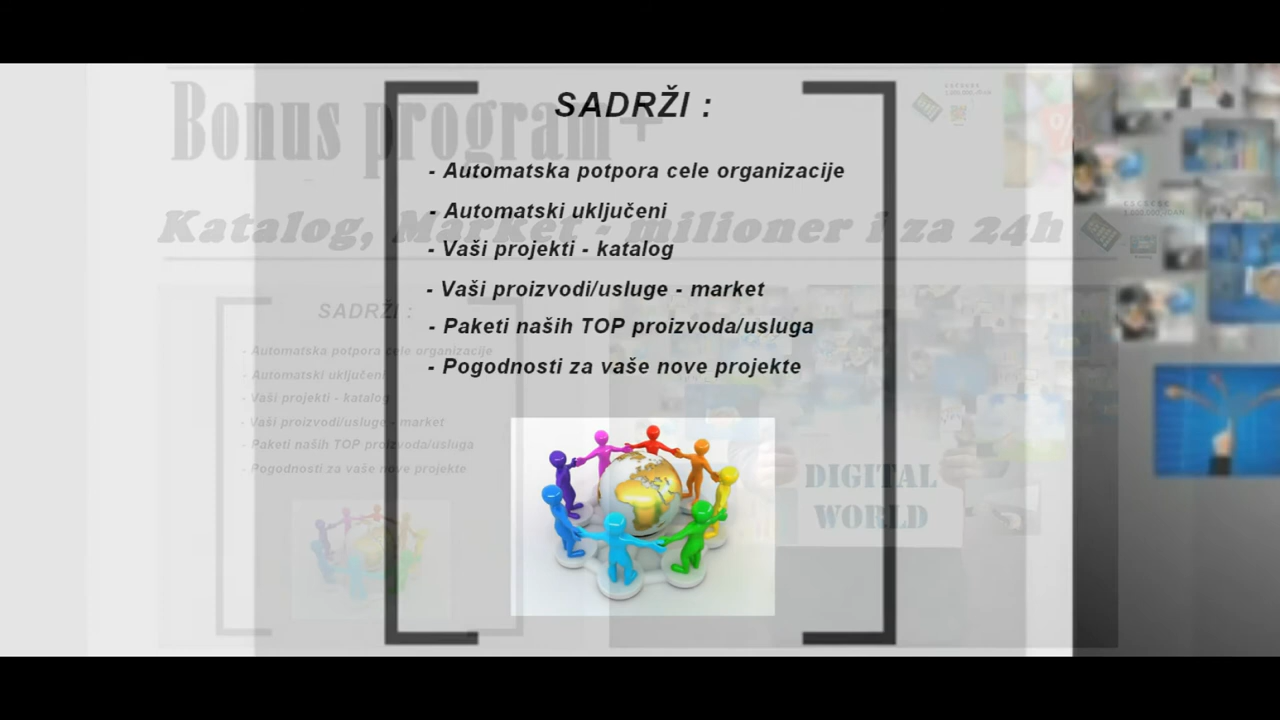 SADRŽI :
- Automatska potpora cele organizacije
- Automatski uključeni
- Vaši projekti - katalog
- Vaši proizvodi/usluge - market
- Paketi naših TOP proizvoda/usluga
- Pogodnosti za vaše nove projekte
Bonus program+
Katalog, Market - milioner i za 24h
SADRŽI :
- Automatska potpora cele organizacije
- Automatski uključeni
- Vaši projekti - katalog
- Vaši proizvodi/usluge - market
- Paketi naših TOP proizvoda/usluga
- Pogodnosti za vaše nove projekte
DIGITAL
WORLD